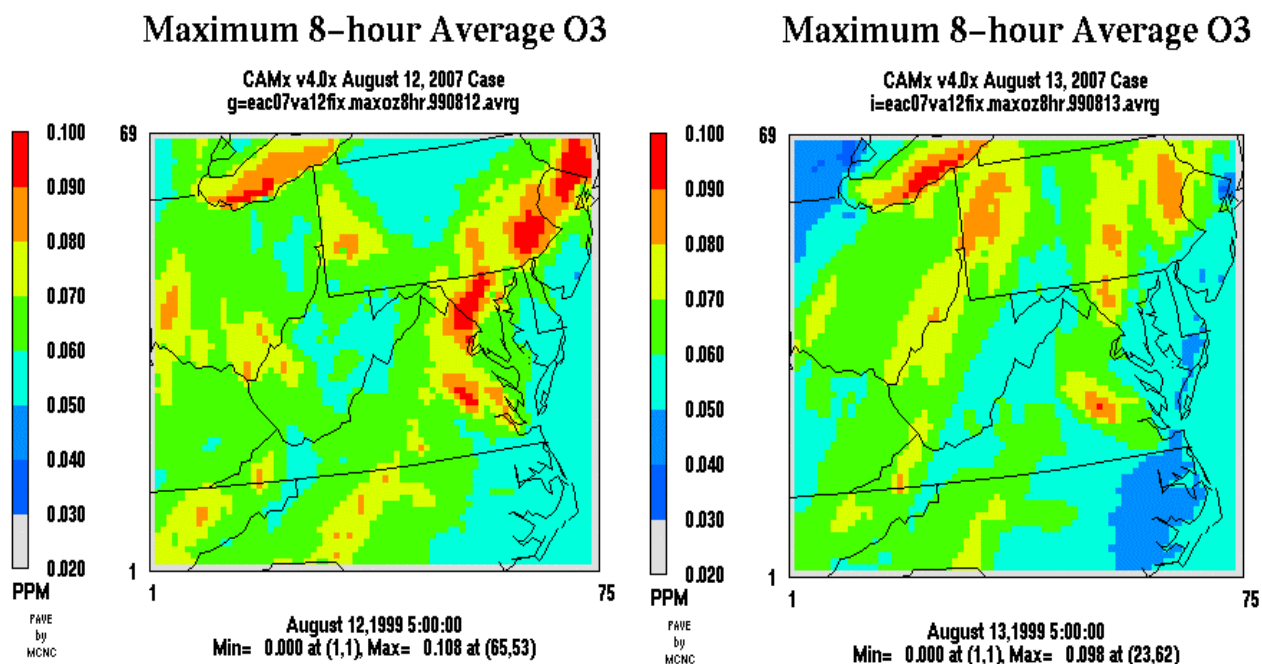 Maximum 8-hour Average O3
CAMx v4.0x August 12, 2007 Case
g=eac07va12fix.maxoz8hr.990812.avrg
0.100
0.090
0.080
0.070
0.060
0.050
0.040
0.030
0.020
PPM
PAVE
by
MCNC
69
1
1
75
August 12,1999 5:00:00
Min= 0.000 at (1,1), Max= 0.108 at (65,53)
Maximum 8-hour Average O3
CAMx v4.0x August 13, 2007 Case
i=eac07va12fix.maxoz8hr.990813.avrg
0.100
0.090
0.080
0.070
0.060
0.050
0.040
0.030
0.020
PPM
PAVE
by
MCNC
69
1
1
75
August 13,1999 5:00:00
Min= 0.000 at (1,1), Max= 0.098 at (23,62)